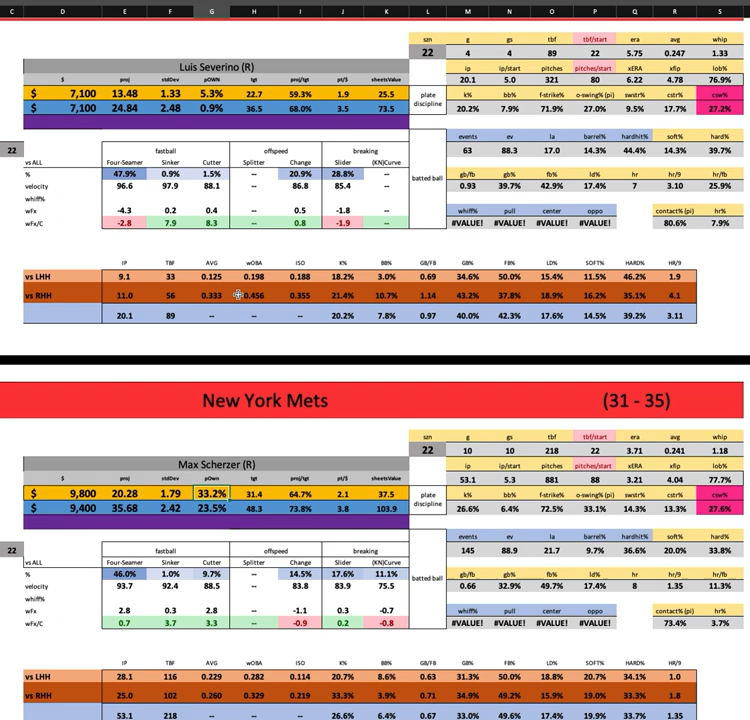 C D E F G H I J K L M N O P Q R S
szn g gs tbf tbf/start era avg whip
22 4 4 89 22 5.75 0.247 1.33
Luis Severino (R) ip ip/start pitches pitches/start xERA xfip lob%
$ proj stdDev pOWN tgt proj/tgt pt/$ sheetsValue 20.1 5.0 321 80 6.22 4.78 76.9%
$ 7,100 13.48 1.33 5.3% 22.7 59.3% 1.9 25.5 plate discipline k% bb% f-strike% o-swing% (pi) swstr% cstr% csw%
$ 7,100 24.84 2.48 0.9% 36.5 68.0% 3.5 73.5 20.2% 7.9% 71.9% 27.0% 9.5% 17.7% 27.2%
events ev la barrel% hardhit% soft% hard%
22 fastball offspeed breaking 63 88.3 17.0 14.3% 44.4% 14.3% 39.7%
vs ALL Four-Seamer Sinker Cutter Splitter Change Slider (KN)Curve
% 47.9% 0.9% 1.5% -- 20.9% 28.8% -- batted ball gb/fb gb% fb% ld% hr hr/9 hr/fb
velocity 96.6 97.9 88.1 -- 86.8 85.4 -- 0.93 39.7% 42.9% 17.4% 7 3.10 25.9%
whiff%
wFx -4.3 0.2 0.4 0.5 -1.8 whiff% pull center oppo contact% (pi) hr%
wFx/C -2.8 7.9 8.3 -- 0.8 -1.9 -- #VALUE! #VALUE! #VALUE! #VALUE! 80.6% 7.9%
IP TBF AVG wOBA ISO K% BB% GB/FB GB% FB% LD% SOFT% HARD% HR/9
vs LHH 9.1 33 0.125 0.198 0.188 18.2% 3.0% 0.69 34.6% 50.0% 15.4% 11.5% 46.2% 1.9
vs RHH 11.0 56 0.333 0.456 0.355 21.4% 10.7% 1.14 43.2% 37.8% 18.9% 16.2% 35.1% 4.1
20.1 89 -- -- -- 20.2% 7.8% 0.97 40.0% 42.3% 17.6% 14.5% 39.2% 3.11
New York Mets (31 - 35)
szn g gs tbf tbf/start era avg whip
22 10 10 218 22 3.71 0.241 1.18
Max Scherzer (R) ip ip/start pitches pitches/start xERA xfip lob%
$ proj stdDev pOwn tgt proj/tgt pt/$ sheetsValue 53.1 5.3 881 88 3.21 4.04 77.7%
$ 9,800 20.28 1.79 33.2% 31.4 64.7% 2.1 37.5 plate discipline k% bb% f-strike% o-swing% (pi) swstr% cstr% csw%
$ 9,400 35.68 2.42 23.5% 48.3 73.8% 3.8 103.9 26.6% 6.4% 72.5% 33.1% 14.3% 13.3% 27.6%
events ev la barrel% hardhit% soft% hard%
22 fastball offspeed breaking 145 88.9 21.7 9.7% 36.6% 20.0% 33.8%
vs ALL Four-Seamer Sinker Cutter Splitter Change Slider (KN)Curve
% 46.0% 1.0% 9.7% -- 14.5% 17.6% 11.1% batted ball gb/fb gb% fb% ld% hr hr/9 hr/fb
velocity 93.7 92.4 88.5 -- 83.8 83.9 75.5 0.66 32.9% 49.7% 17.4% 8 1.35 11.3%
whiff%
wFx 2.8 0.3 2.8 -1.1 0.3 -0.7 whiff% pull center oppo contact% (pi) hr%
wFx/C 0.7 3.7 3.3 -- -0.9 0.2 -0.8 #VALUE! #VALUE! #VALUE! #VALUE! 73.4% 3.7%
IP TBF AVG wOBA ISO K% BB% GB/FB GB% FB% LD% SOFT% HARD% HR/9
vs LHH 28.1 116 0.229 0.282 0.114 20.7% 8.6% 0.63 31.3% 50.0% 18.8% 20.7% 34.1% 1.0
vs RHH 25.0 102 0.260 0.329 0.219 33.3% 3.9% 0.71 34.9% 49.2% 15.9% 19.0% 33.3% 1.8
53.1 218 -- -- -- 26.6% 6.4% 0.67 33.0% 49.6% 17.4% 19.9% 33.7% 1.35